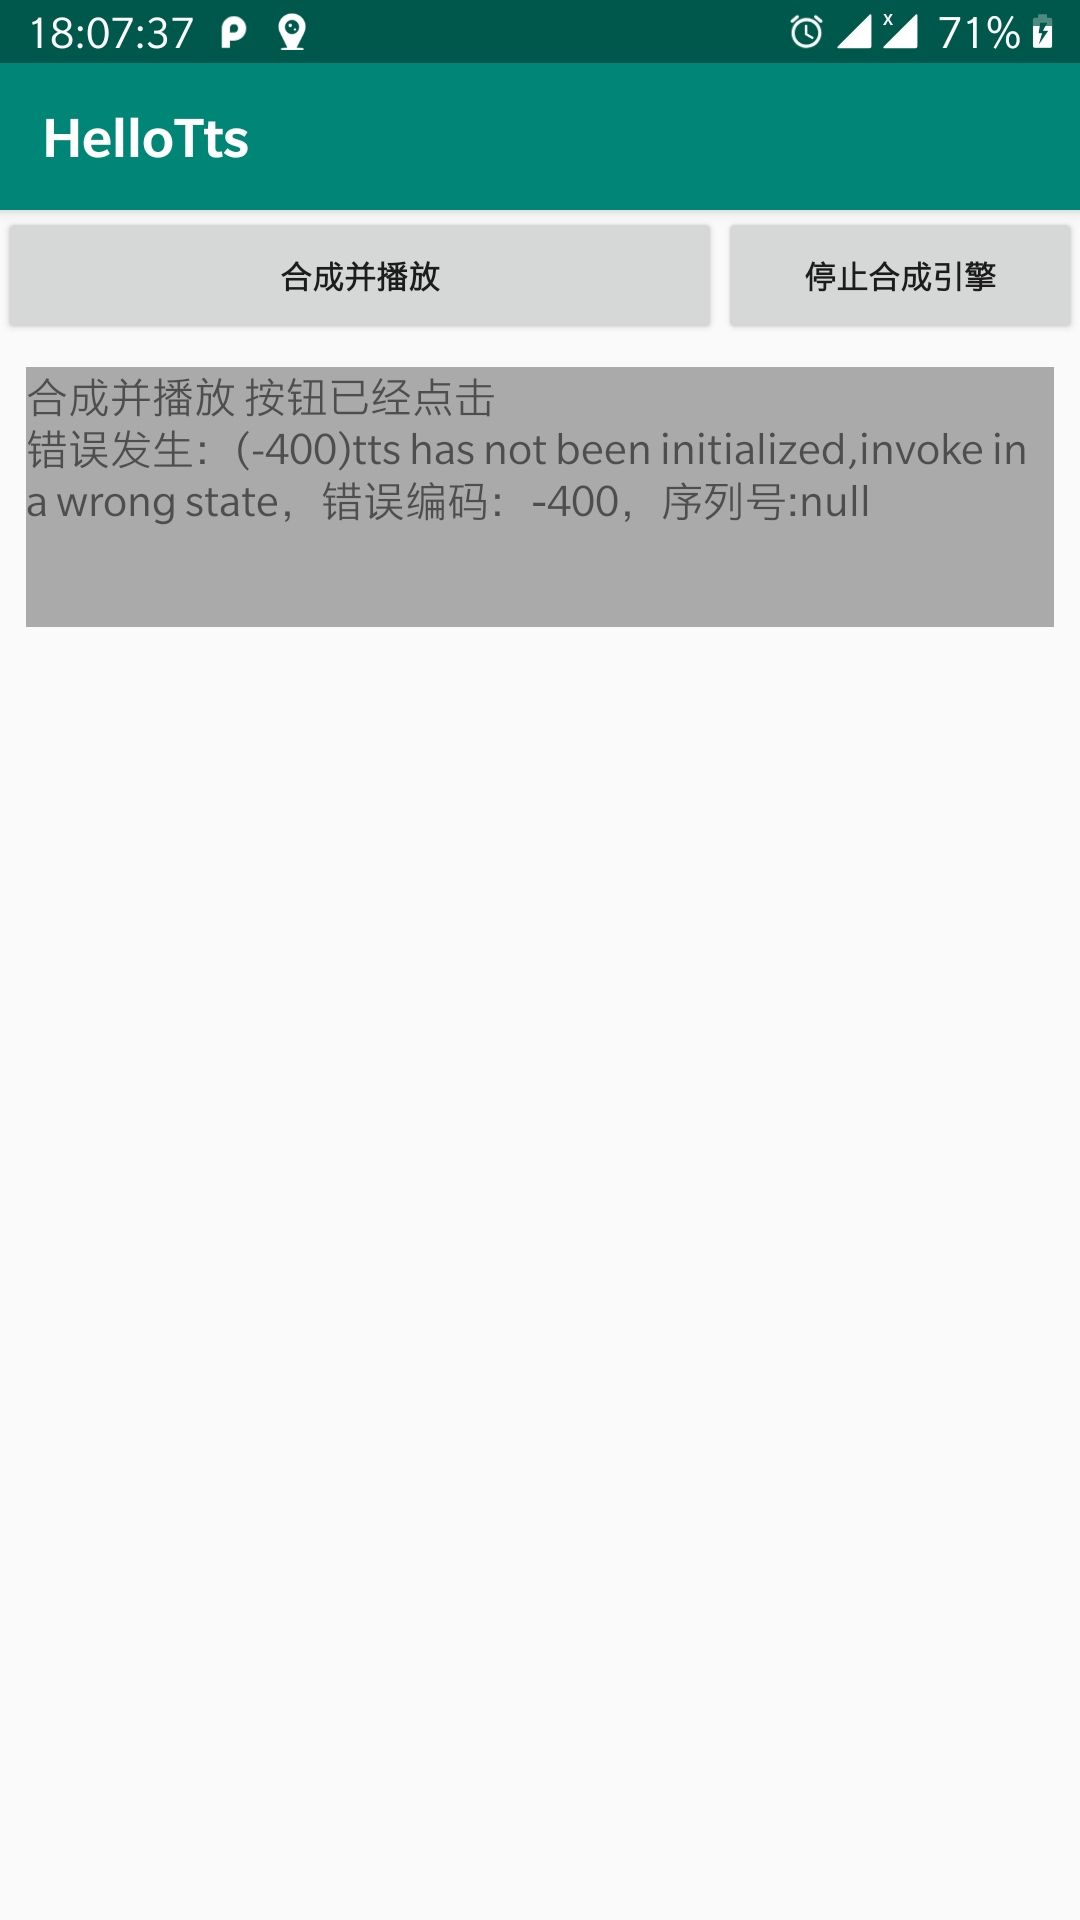 18:07:37
71%
HelloTts
合成并播放
停止合成引擎
合成并播放 按钮已经点击
错误发生：(-400)tts has not been initialized,invoke in
a wrong state，错误编码：-400，序列号:null